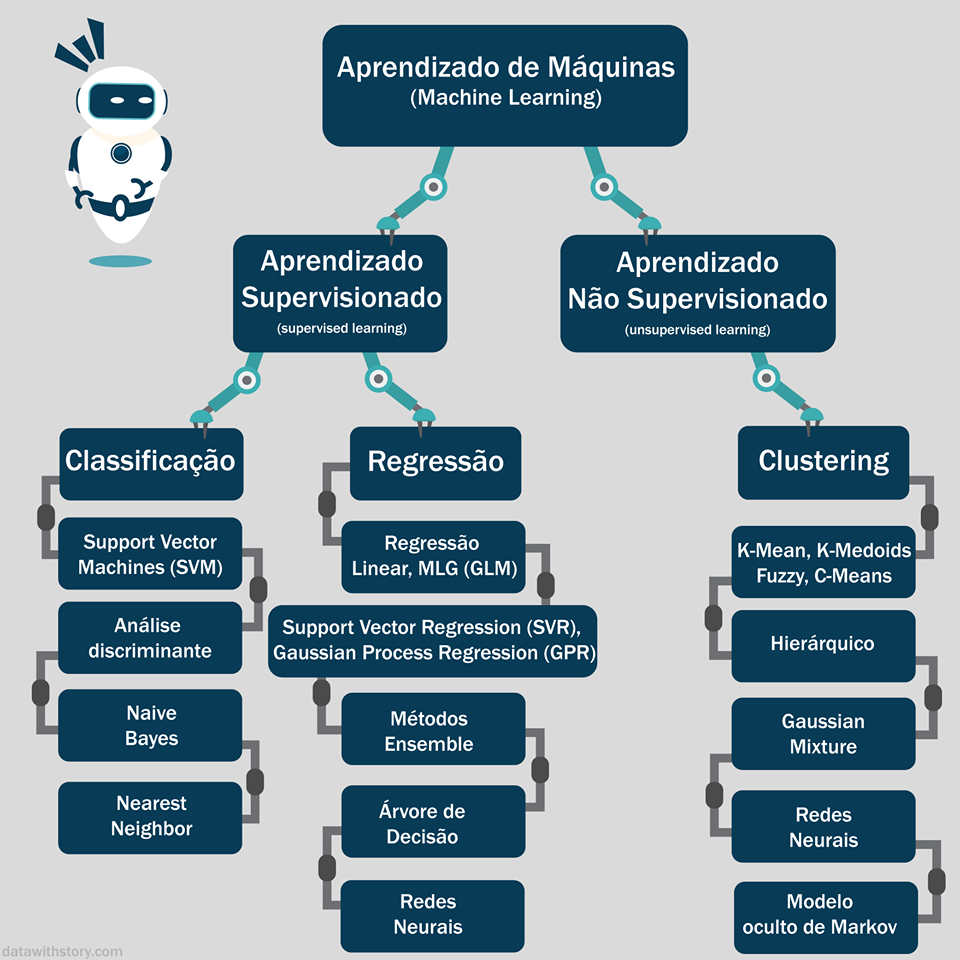 Aprendizado de Máquinas
(Machine Learning)
Aprendizado
Supervisionado
(supervised learning)
Aprendizado
Não Supervisionado
(unsupervised learning)
Classificação
Support Vector
Machines (SVM)
Análise
discriminante
Naive
Bayes
Nearest
Neighbor
Regressão
Regressão
Linear, MLG (GLM)
Support Vector Regression (SVR),
Gaussian Process Regression (GPR)
Métodos
Ensemble
Árvore de
Decisão
Redes
Neurais
Clustering
K-Mean, K-Medoids
Fuzzy, C-Means
Hierárquico
Gaussian
Mixture
Redes
Neurais
Modelo
oculto de Markov
datawithstory.com